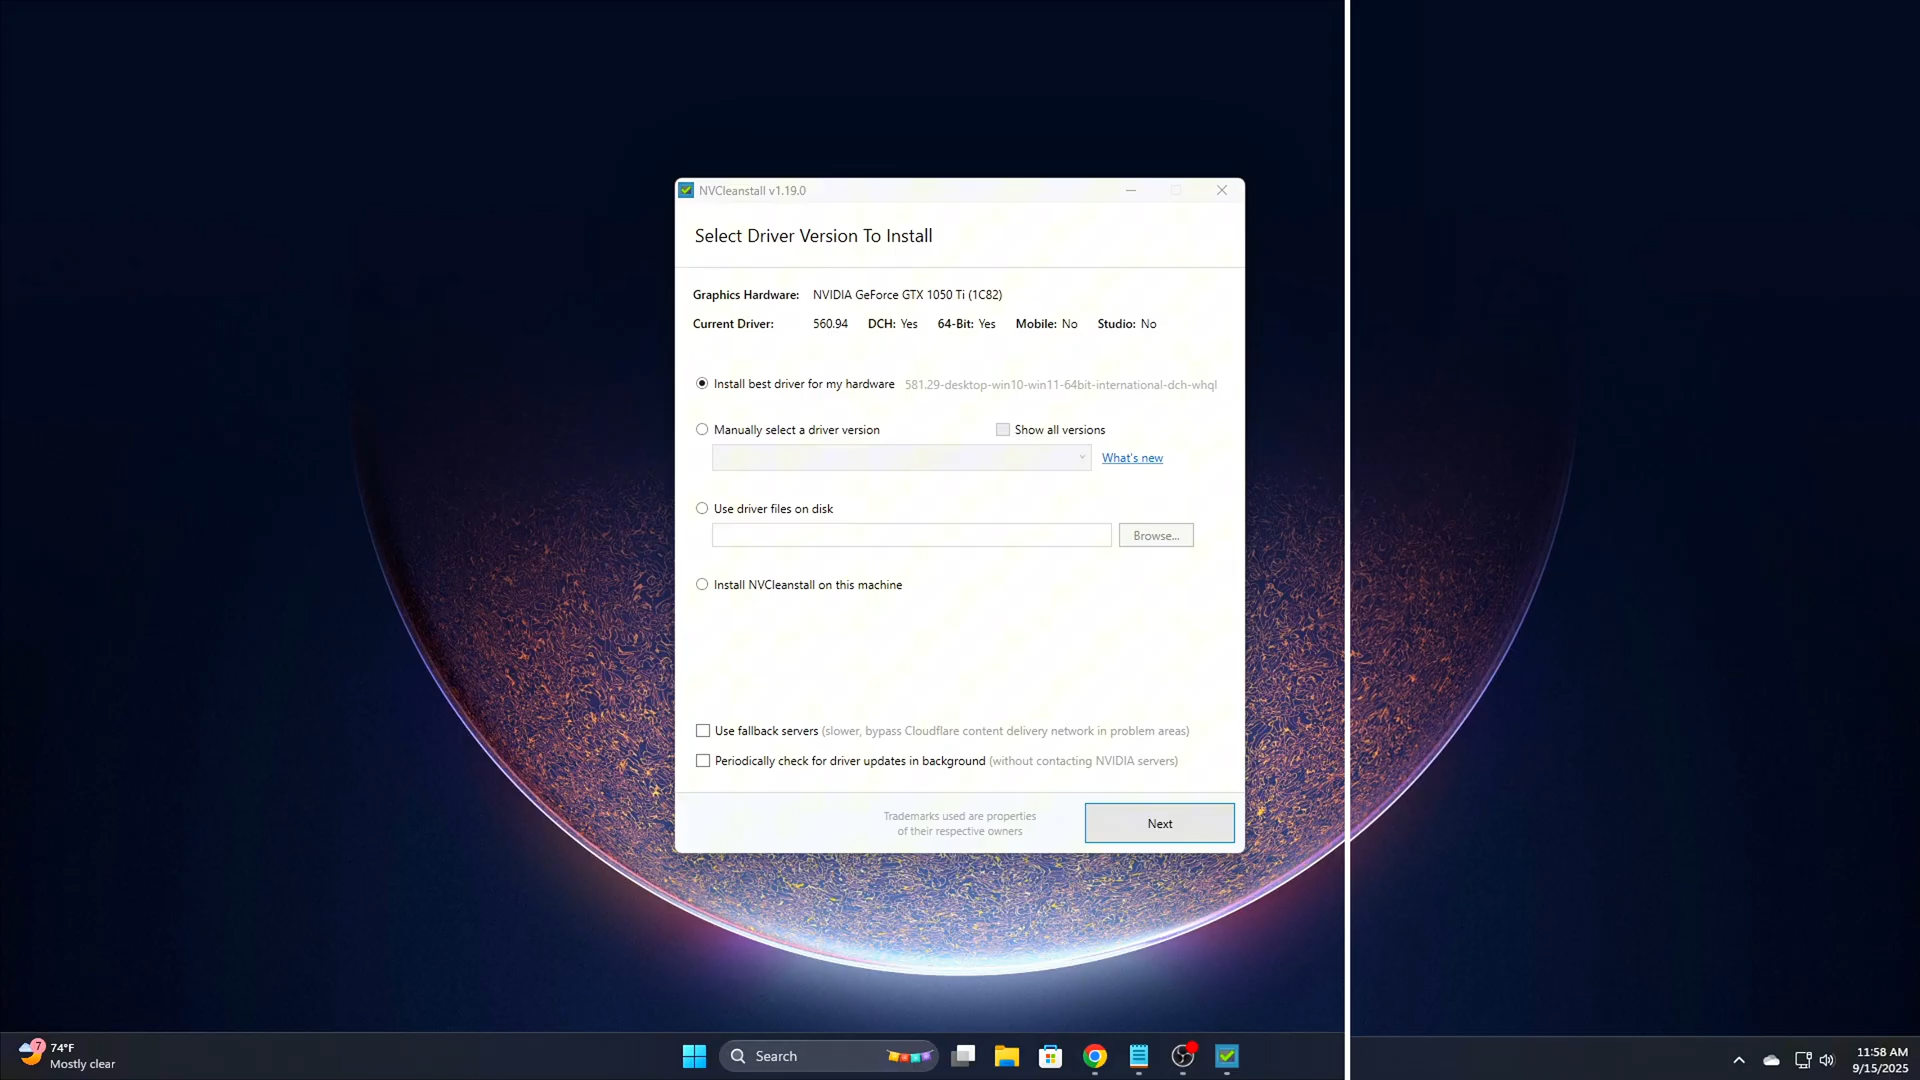 NVCleanstall v1.19.0
Select Driver Version To Install
Graphics Hardware: NVIDIA GeForce GTX 1050 Ti (1C82)
Current Driver: 560.94 DCH: Yes 64-Bit: Yes Mobile: No Studio: No
Install best driver for my hardware 581.29-desktop-win10-win11-64bit-international-dch-whql
Manually select a driver version Show all versions
What's new
Use driver files on disk
Browse...
Install NVCleanstall on this machine
Use fallback servers (slower, bypass Cloudflare content delivery network in problem areas)
Periodically check for driver updates in background (without contacting NVIDIA servers)
Trademarks used are properties
of their respective owners
Next
7
74°F
Mostly clear
Search
11:58 AM
9/15/2025